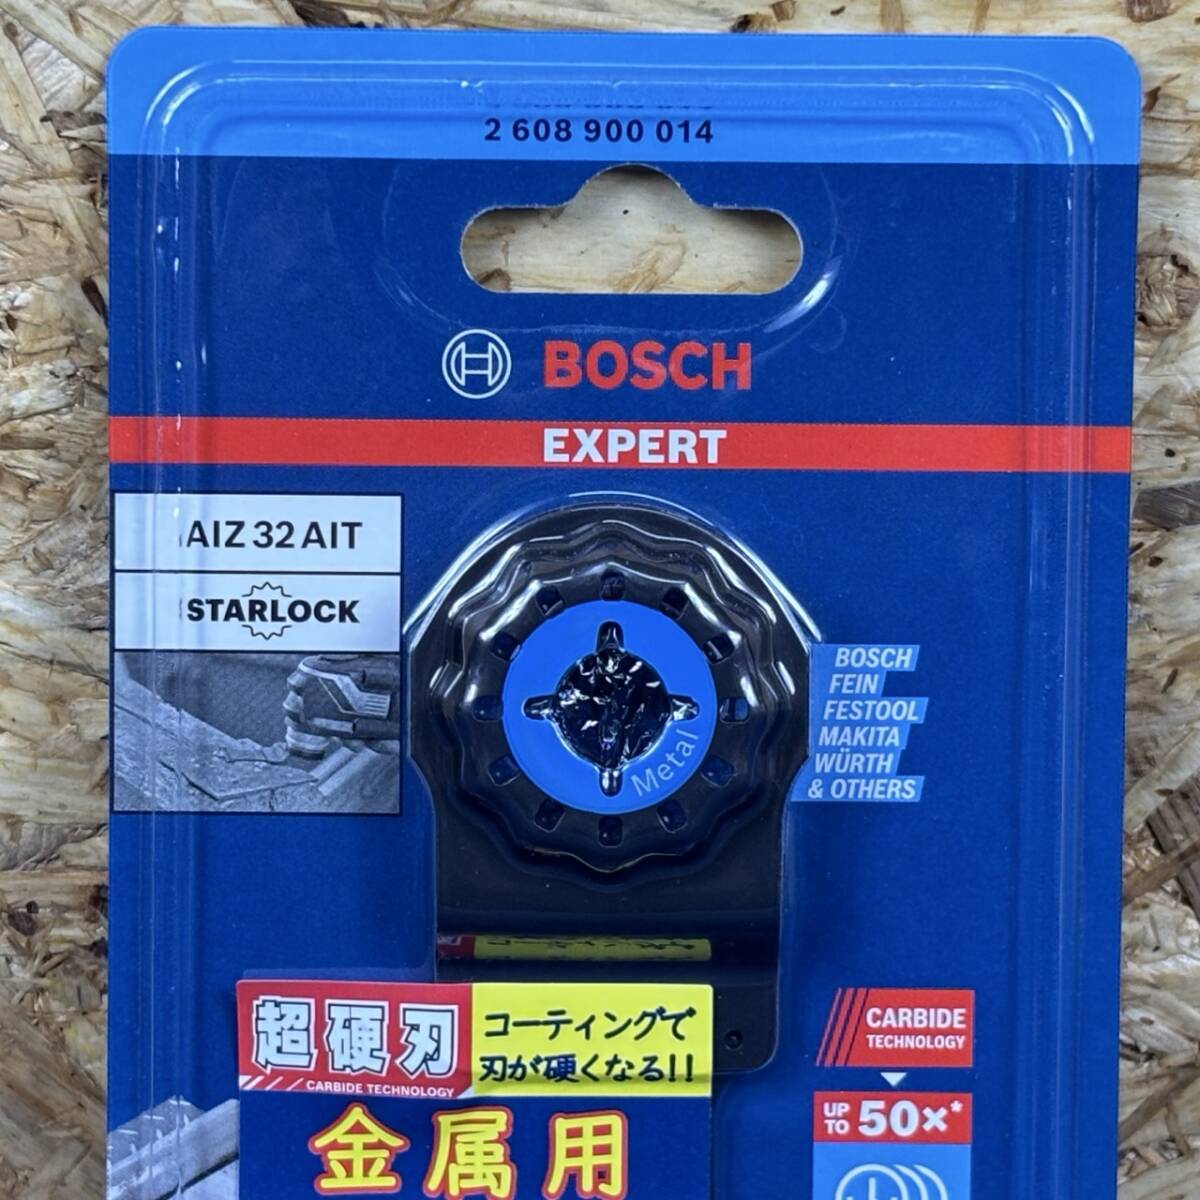 2 608 900 014
BOSCH
EXPERT
AIZ 32 AIT
STARLOCK
BOSCH
FEIN
FESTOOL
MAKITA
WÜRTH
& OTHERS
Metal
超硬刃
CARBIDE TECHNOLOGY
コーティングで
刃が硬くなる!!
金属用
CARBIDE
TECHNOLOGY
UP TO 50×*